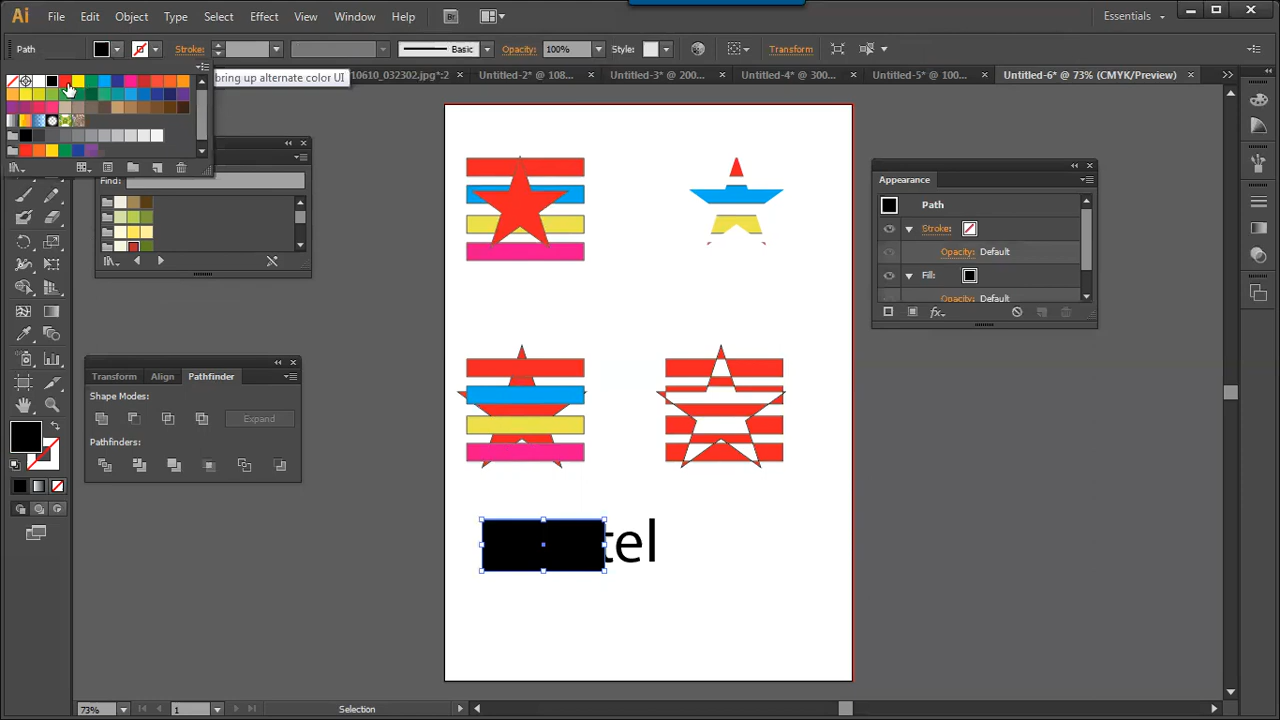 Ai File Edit Object Type Select Effect View Window Help Br Essentials
Path Stroke: Basic Opacity: 100% Style: Transform
bring up alternate color UI
10610_032302.jpg*2 Untitled-2* @ 108... Untitled-3* @ 200... Untitled-4* @ 300... Untitled-5* @ 100... Untitled-6* @ 73% (CMYK/Preview)
Find:
Appearance
Path
Stroke:
Opacity: Default
Fill:
Opacity: Default
fx
Transform Align Pathfinder
Shape Modes:
Expand
Pathfinders:
tel
73% 1 Selection